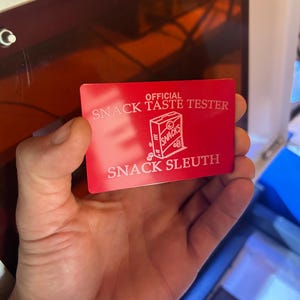 OFFICIAL
SNACK TASTE TESTER
SNACKS
SNACK SLEUTH